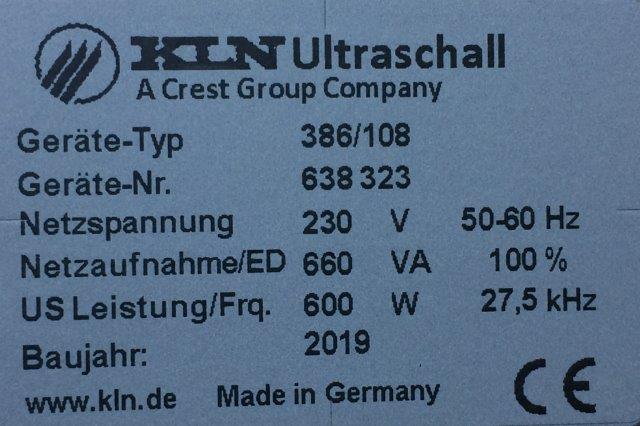 KLN Ultraschall
A Crest Group Company
Geräte-Typ 386/108
Geräte-Nr. 638 323
Netzspannung 230 V 50-60 Hz
Netzaufnahme/ED 660 VA 100 %
US Leistung/Frq. 600 W 27,5 kHz
Baujahr: 2019
www.kln.de Made in Germany CE